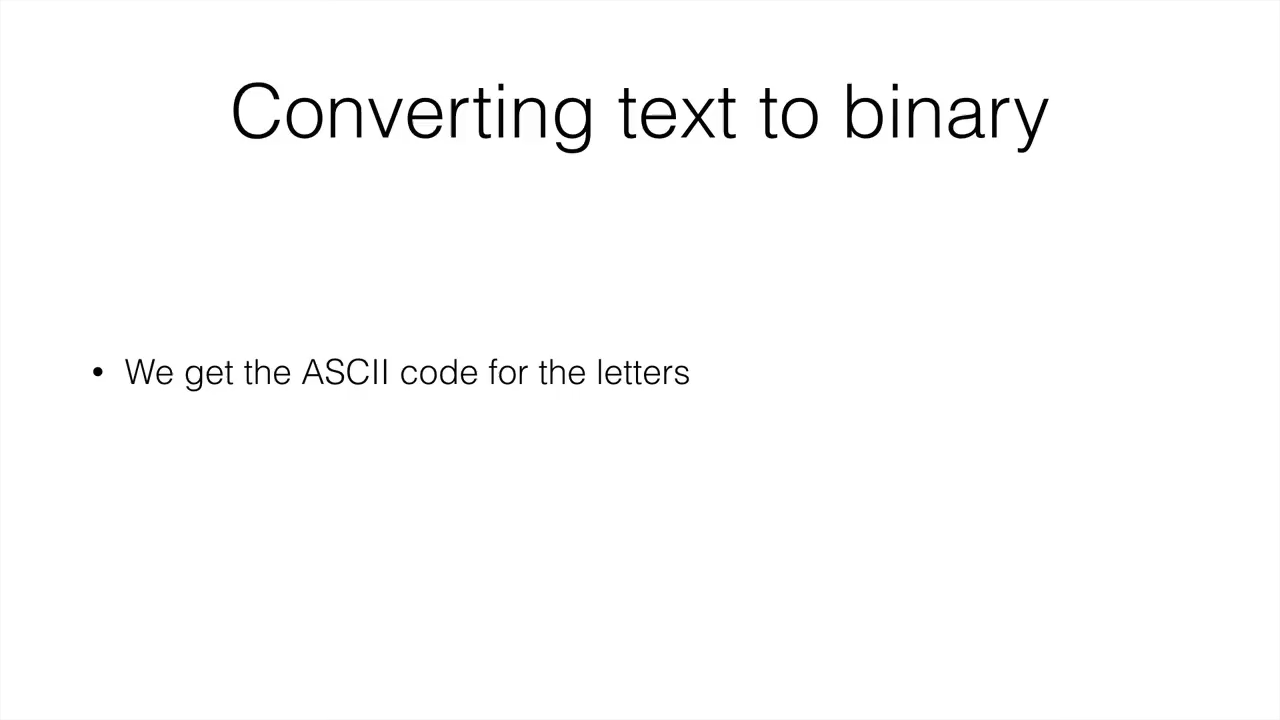 Converting text to binary
• We get the ASCII code for the letters